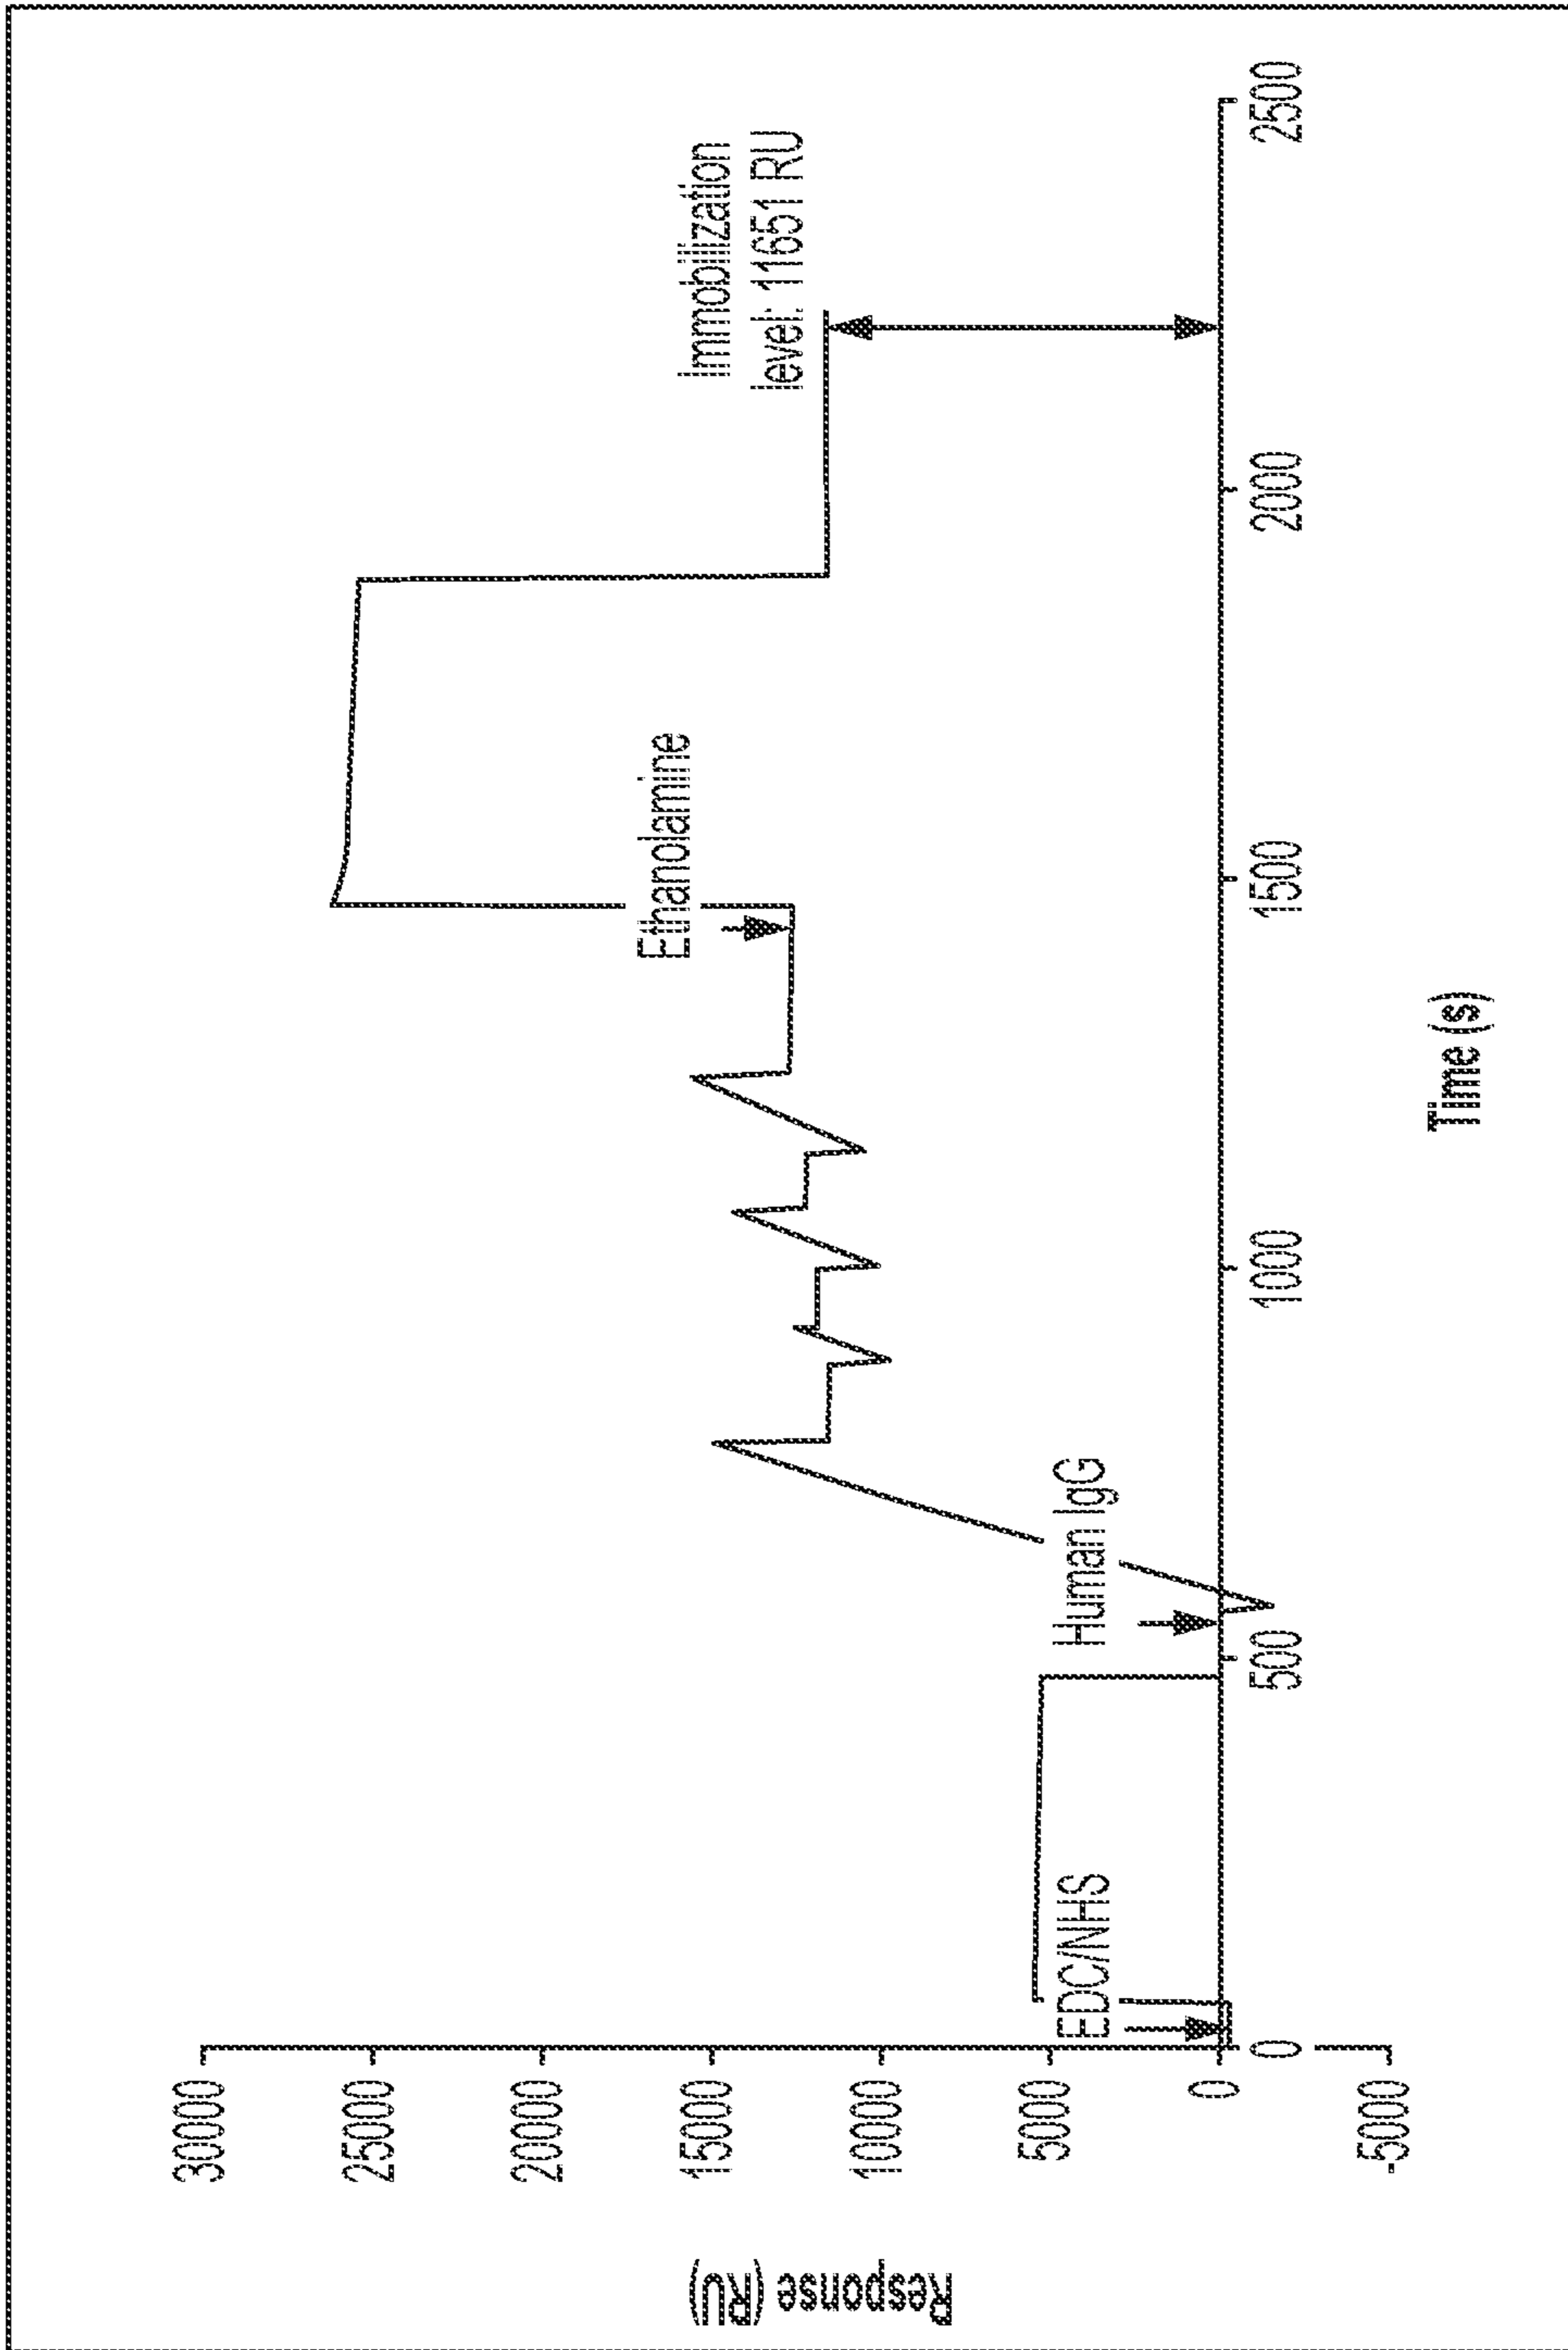 30000
25000
20000
15000
10000
5000
0
-5000
Response (RU)
0
500
1000
1500
2000
2500
Time (s)
EDC/NHS
Human IgG
Ethanolamine
Immobilization
level: 11651 RU